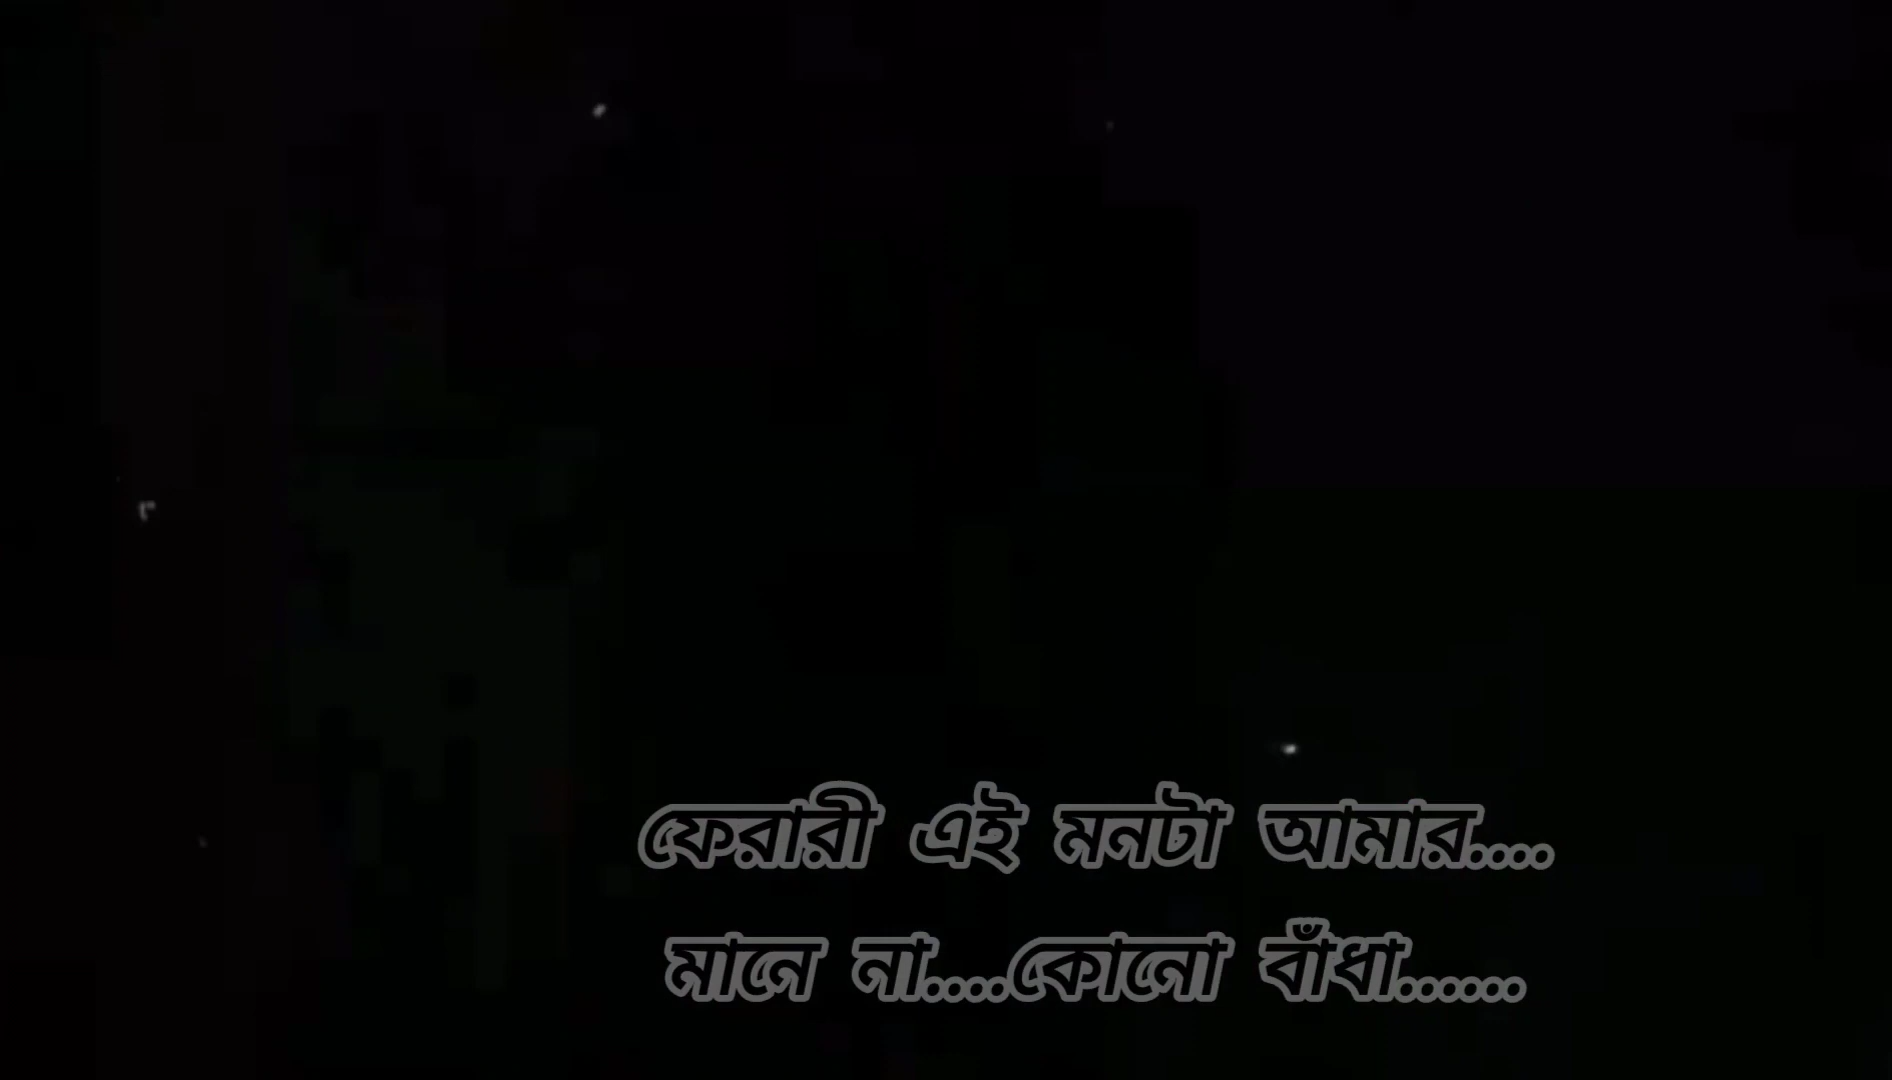 ফেরারী এই মনটা আমার....
মানে না....কোনো বাঁধা......